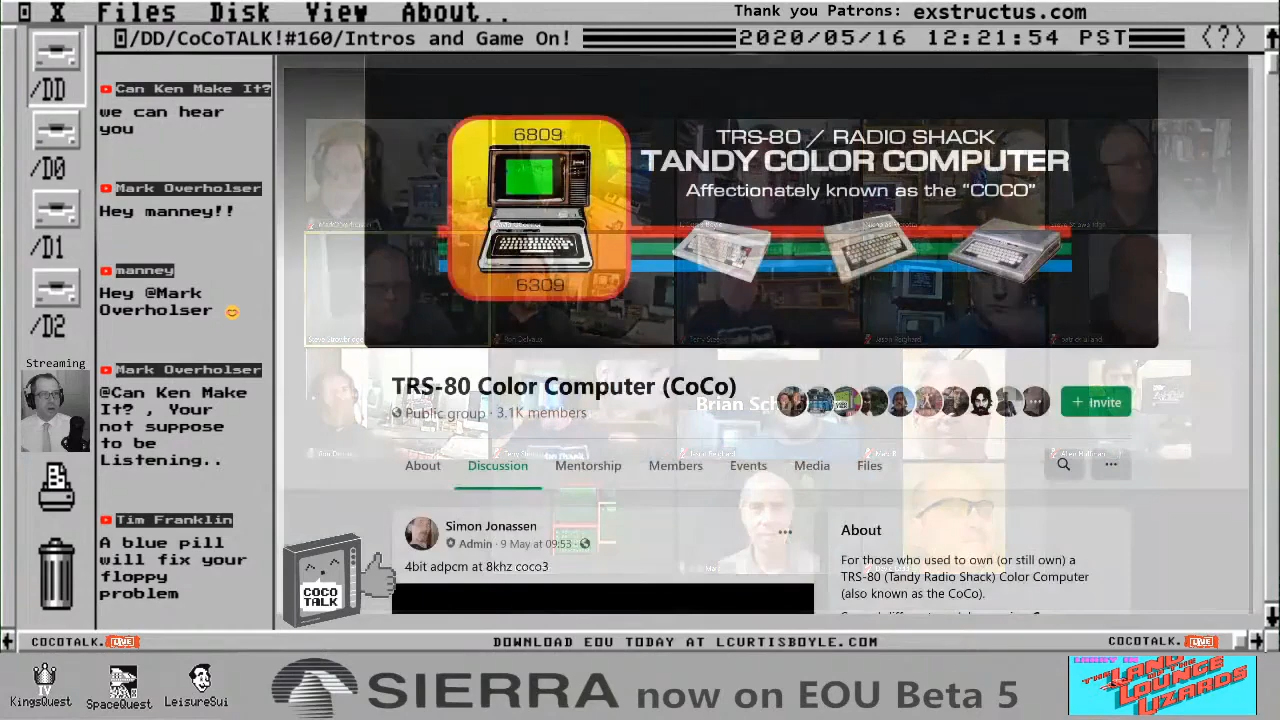 X Files Disk View About..
Thank you Patrons: exstructus.com
/DD/CoCoTALK!#160/Intros and Game On!
2020/05/16 12:21:54 PST
<?>
/DD
/D0
/D1
/D2
Streaming
Can Ken Make It?
we can hear
you
Mark Overholser
Hey manney!!
manney
Hey @Mark
Overholser 😊
Mark Overholser
@Can Ken Make
It? , Your
not suppose
to be
Listening..
Tim Franklin
A blue pill
will fix your
floppy
problem
6809
6309
TRS-80 / RADIO SHACK
TANDY COLOR COMPUTER
Affectionately known as the "COCO"
TRS-80 Color Computer (CoCo)
Public group · 3.1K members
Brian Sch
+ Invite
About
Discussion
Mentorship
Members
Events
Media
Files
...
Simon Jonassen
Admin · 9 May at 09:53 ·
4bit adpcm at 8khz coco3
About
For those who used to own (or still own) a
TRS-80 (Tandy Radio Shack) Color Computer
(also known as the CoCo).
COCO
TALK
COCOTALK.LIVE
DOWNLOAD EOU TODAY AT LCURTISBOYLE.COM
COCOTALK.LIVE
KingsQuest
SpaceQuest
LeisureSui
SIERRA now on EOU Beta 5
LAND
OF THE
LOUNGE
LIZARDS